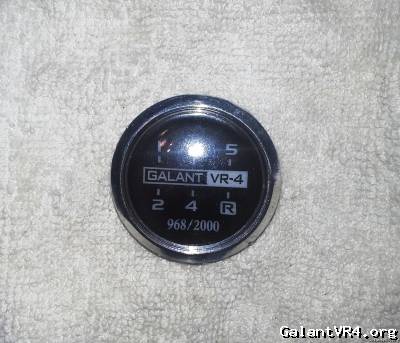 5
GALANT VR-4
2 4 R
968/2000
GalantVR4.org